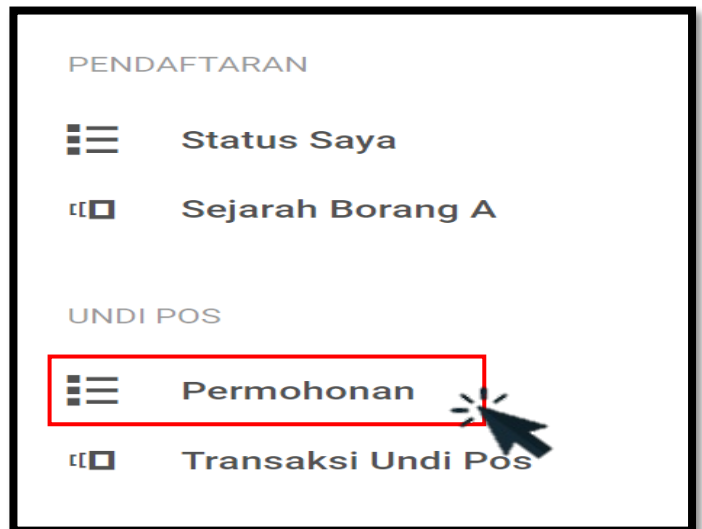 PENDAFTARAN
Status Saya
Sejarah Borang A
UNDI POS
Permohonan
Transaksi Undi Pos